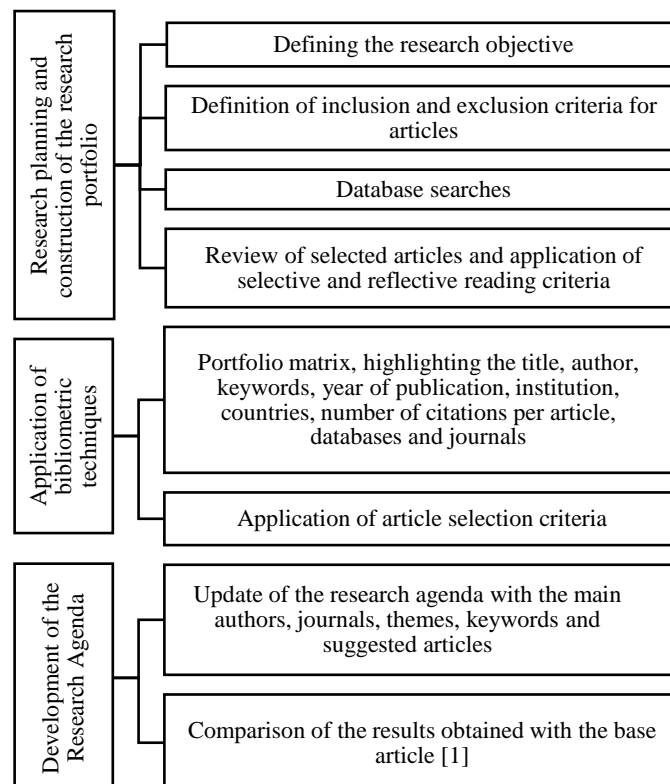 Research planning and
construction of the research
portfolio
Defining the research objective
Definition of inclusion and exclusion criteria for
articles
Database searches
Review of selected articles and application of
selective and reflective reading criteria
Application of
bibliometric
techniques
Portfolio matrix, highlighting the title, author,
keywords, year of publication, institution,
countries, number of citations per article,
databases and journals
Application of article selection criteria
Development of the
Research Agenda
Update of the research agenda with the main
authors, journals, themes, keywords and
suggested articles
Comparison of the results obtained with the base
article [1]